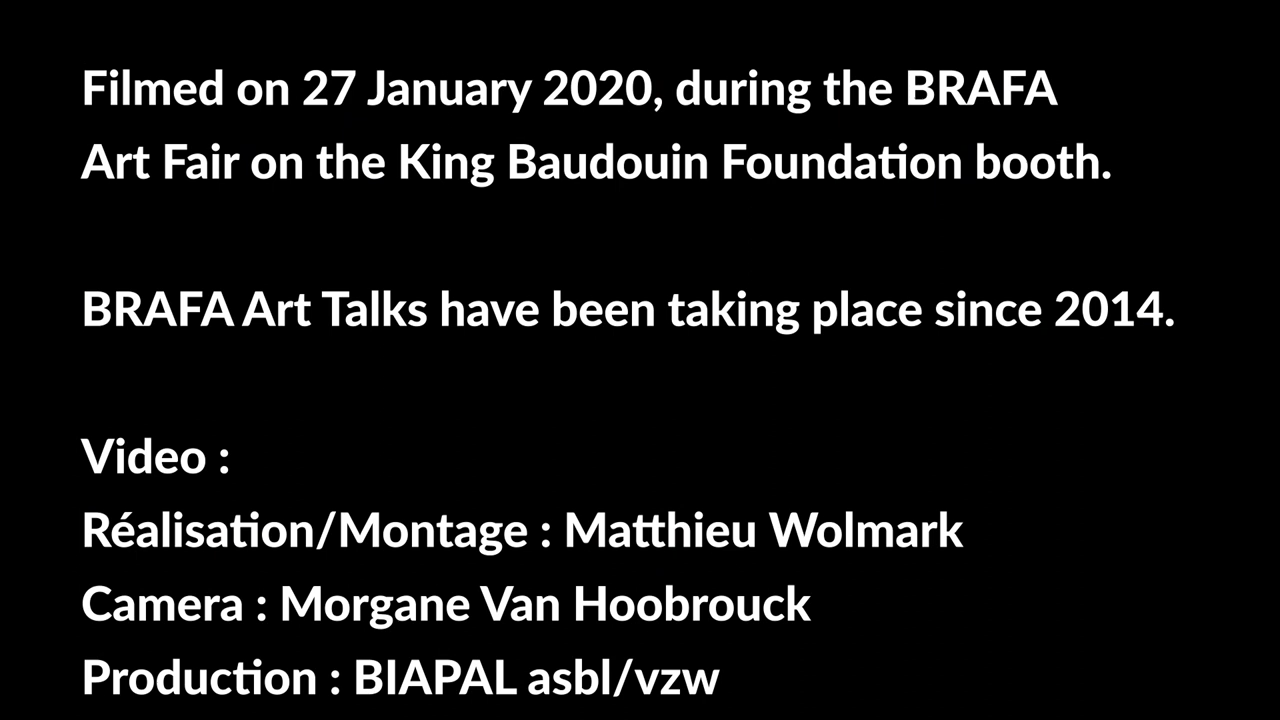 Filmed on 27 January 2020, during the BRAFA
Art Fair on the King Baudouin Foundation booth.
BRAFA Art Talks have been taking place since 2014.
Video :
Réalisation/Montage : Matthieu Wolmark
Camera : Morgane Van Hoobrouck
Production : BIAPAL asbl/vzw